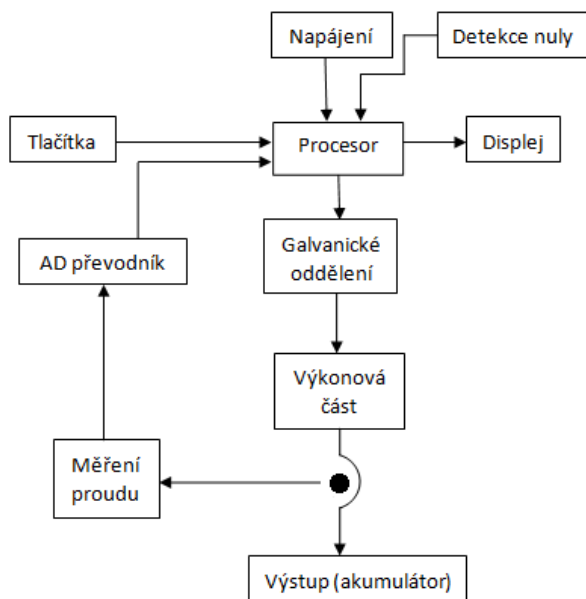 Napájení
Detekce nuly
Tlačítka
Procesor
Displej
AD převodník
Galvanické
oddělení
Výkonová
část
Měření
proudu
Výstup (akumulátor)